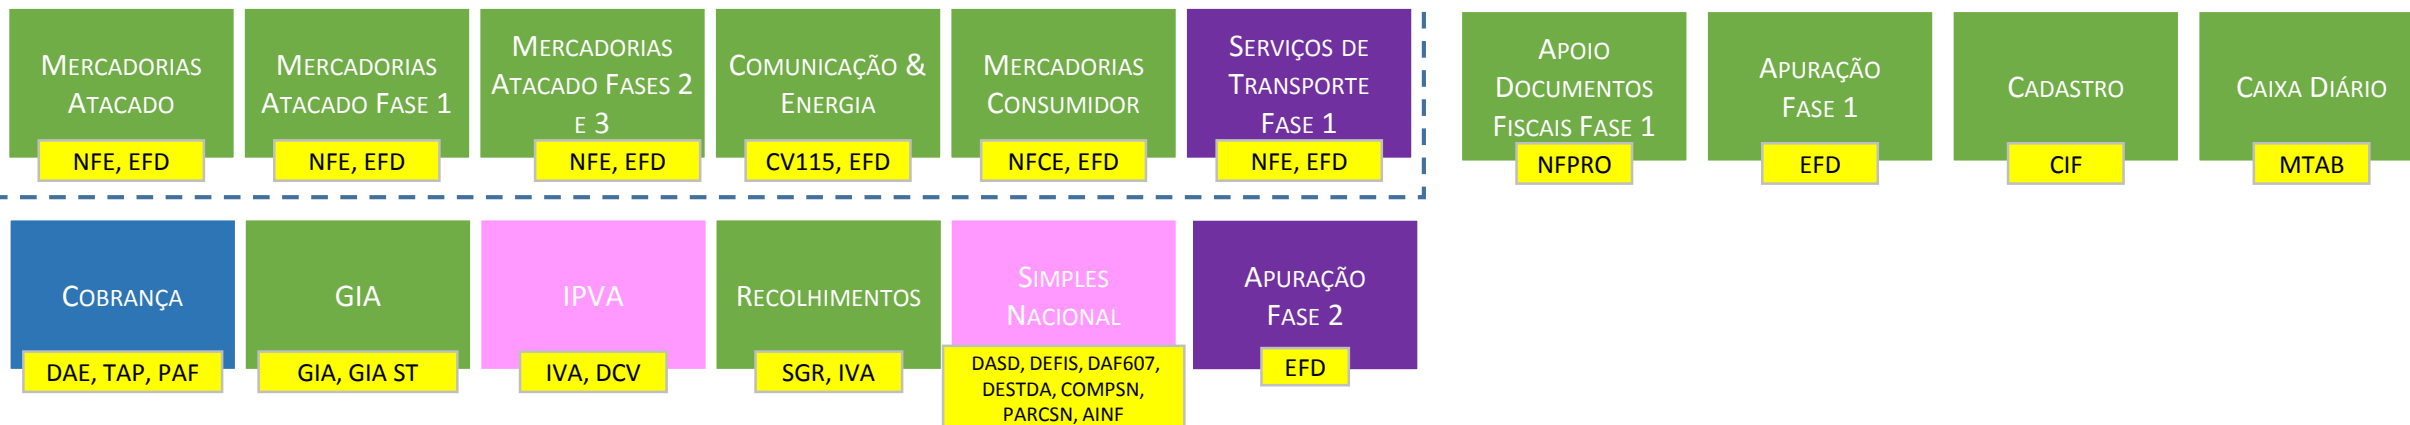 Mercadorias
Atacado
NFE, EFD
Mercadorias
Atacado Fase 1
NFE, EFD
Mercadorias
Atacado Fases 2
e 3
NFE, EFD
Comunicação &
Energia
CV115, EFD
Mercadorias
Consumidor
NFCE, EFD
Serviços de
Transporte
Fase 1
NFE, EFD
Apoio
Documentos
Fiscais Fase 1
NFPRO
Apuração
Fase 1
EFD
Cadastro
CIF
Caixa Diário
MTAB
Cobrança
DAE, TAP, PAF
GIA
GIA, GIA ST
IPVA
IVA, DCV
Recolhimentos
SGR, IVA
Simples
Nacional
DASD, DEFIS, DAF607,
DESTDA, COMPSN,
PARCSN, AINF
Apuração
Fase 2
EFD